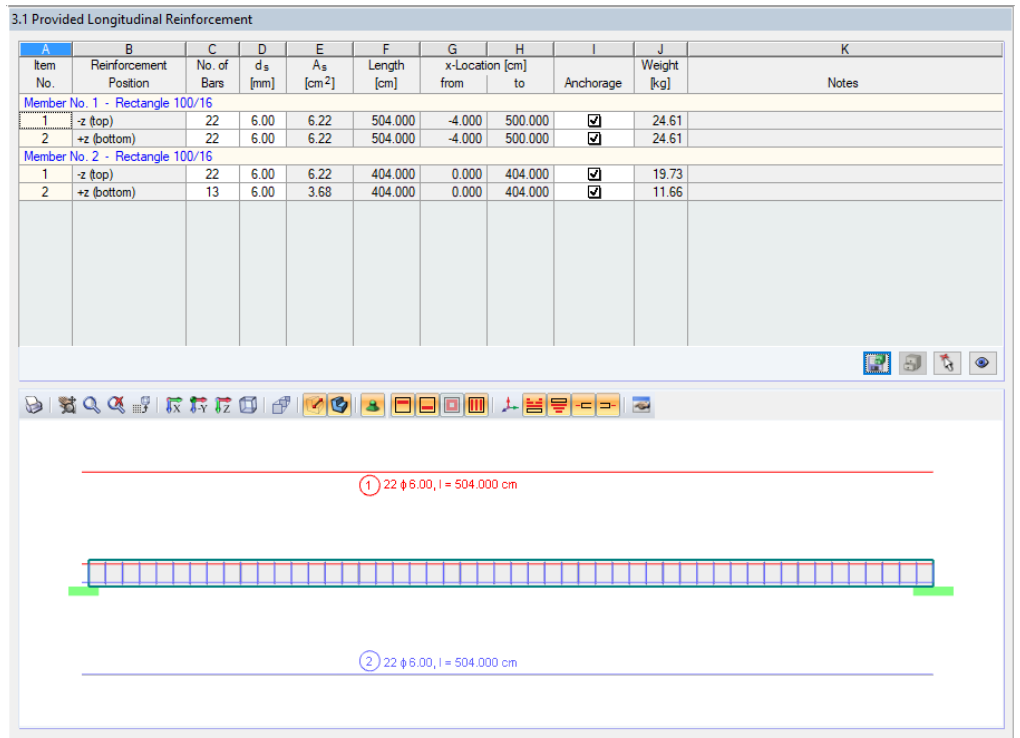 3.1 Provided Longitudinal Reinforcement
A B C D E F G H I J K
Item Reinforcement No. of ds As Length x-Location [cm] Weight
No. Position Bars [mm] [cm²] [cm] from to Anchorage [kg] Notes
Member No. 1 - Rectangle 100/16
1 -z (top) 22 6.00 6.22 504.000 -4.000 500.000 24.61
2 +z (bottom) 22 6.00 6.22 504.000 -4.000 500.000 24.61
Member No. 2 - Rectangle 100/16
1 -z (top) 22 6.00 6.22 404.000 0.000 404.000 19.73
2 +z (bottom) 13 6.00 3.68 404.000 0.000 404.000 11.66
X -Y Z
1 22 ϕ 6.00, l = 504.000 cm
2 22 ϕ 6.00, l = 504.000 cm